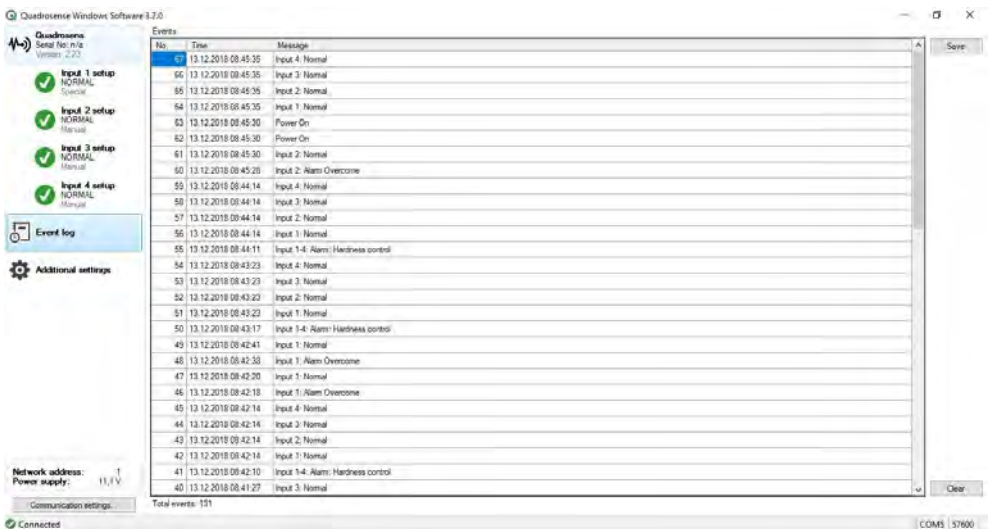 Quadrosense Windows Software 3.7.0
Quadrosens
Serial No: n/a
Version: 2.23
Input 1 setup
NORMAL
Special
Input 2 setup
NORMAL
Manual
Input 3 setup
NORMAL
Manual
Input 4 setup
NORMAL
Manual
Event log
Additional settings
Network address: 1
Power supply: 11,1 V
Communication settings
Connected
Events
No. Time Message
67 13.12.2018 08:45:35 Input 4: Normal
66 13.12.2018 08:45:35 Input 3: Normal
65 13.12.2018 08:45:35 Input 2: Normal
64 13.12.2018 08:45:35 Input 1: Normal
63 13.12.2018 08:45:30 Power On
62 13.12.2018 08:45:30 Power On
61 13.12.2018 08:45:30 Input 2: Normal
60 13.12.2018 08:45:28 Input 2: Alarm Overcome
59 13.12.2018 08:44:14 Input 4: Normal
58 13.12.2018 08:44:14 Input 3: Normal
57 13.12.2018 08:44:14 Input 2: Normal
56 13.12.2018 08:44:14 Input 1: Normal
55 13.12.2018 08:44:11 Input 1-4: Alarm: Hardness control
54 13.12.2018 08:43:23 Input 4: Normal
53 13.12.2018 08:43:23 Input 3: Normal
52 13.12.2018 08:43:23 Input 2: Normal
51 13.12.2018 08:43:23 Input 1: Normal
50 13.12.2018 08:43:17 Input 1-4: Alarm: Hardness control
49 13.12.2018 08:42:41 Input 1: Normal
48 13.12.2018 08:42:38 Input 1: Alarm Overcome
47 13.12.2018 08:42:20 Input 1: Normal
46 13.12.2018 08:42:18 Input 1: Alarm Overcome
45 13.12.2018 08:42:14 Input 4: Normal
44 13.12.2018 08:42:14 Input 3: Normal
43 13.12.2018 08:42:14 Input 2: Normal
42 13.12.2018 08:42:14 Input 1: Normal
41 13.12.2018 08:42:10 Input 1-4: Alarm: Hardness control
40 13.12.2018 08:41:27 Input 3: Normal
Total events: 151
Save
Clear
COM5 57600